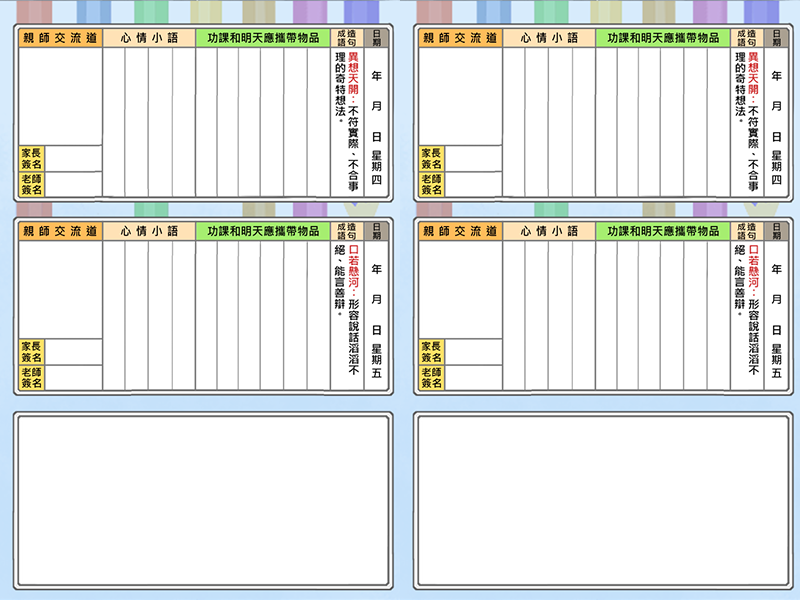 日期
年 月 日 星期四
成語造句
異想天開：不符實際、不合事
理的奇特想法。
功課和明天應攜帶物品
心情小語
親師交流道
家長簽名
老師簽名
日期
年 月 日 星期四
成語造句
異想天開：不符實際、不合事
理的奇特想法。
功課和明天應攜帶物品
心情小語
親師交流道
家長簽名
老師簽名
日期
年 月 日 星期五
成語造句
口若懸河：形容說話滔滔不
絕、能言善辯。
功課和明天應攜帶物品
心情小語
親師交流道
家長簽名
老師簽名
日期
年 月 日 星期五
成語造句
口若懸河：形容說話滔滔不
絕、能言善辯。
功課和明天應攜帶物品
心情小語
親師交流道
家長簽名
老師簽名